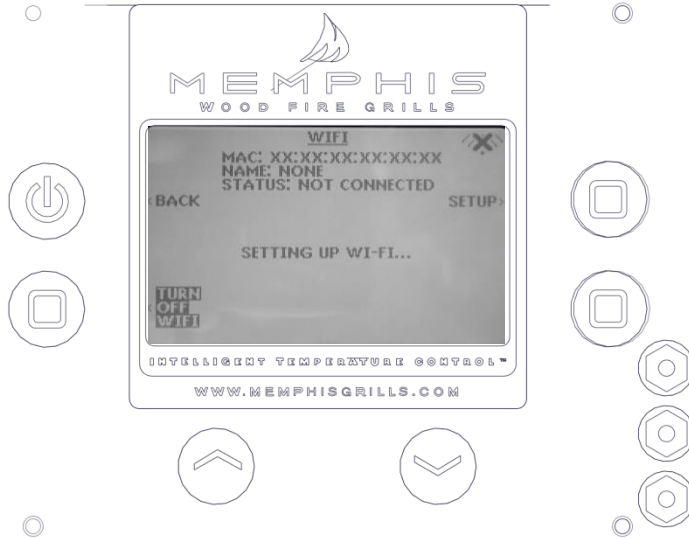 MEMPHIS
WOOD FIRE GRILLS
WIFI
MAC: XX:XX:XX:XX:XX:XX
NAME: NONE
STATUS: NOT CONNECTED
‹BACK
SETUP›
SETTING UP WI-FI...
‹TURN
OFF
WIFI
INTELLIGENT TEMPERATURE CONTROL™
WWW.MEMPHISGRILLS.COM